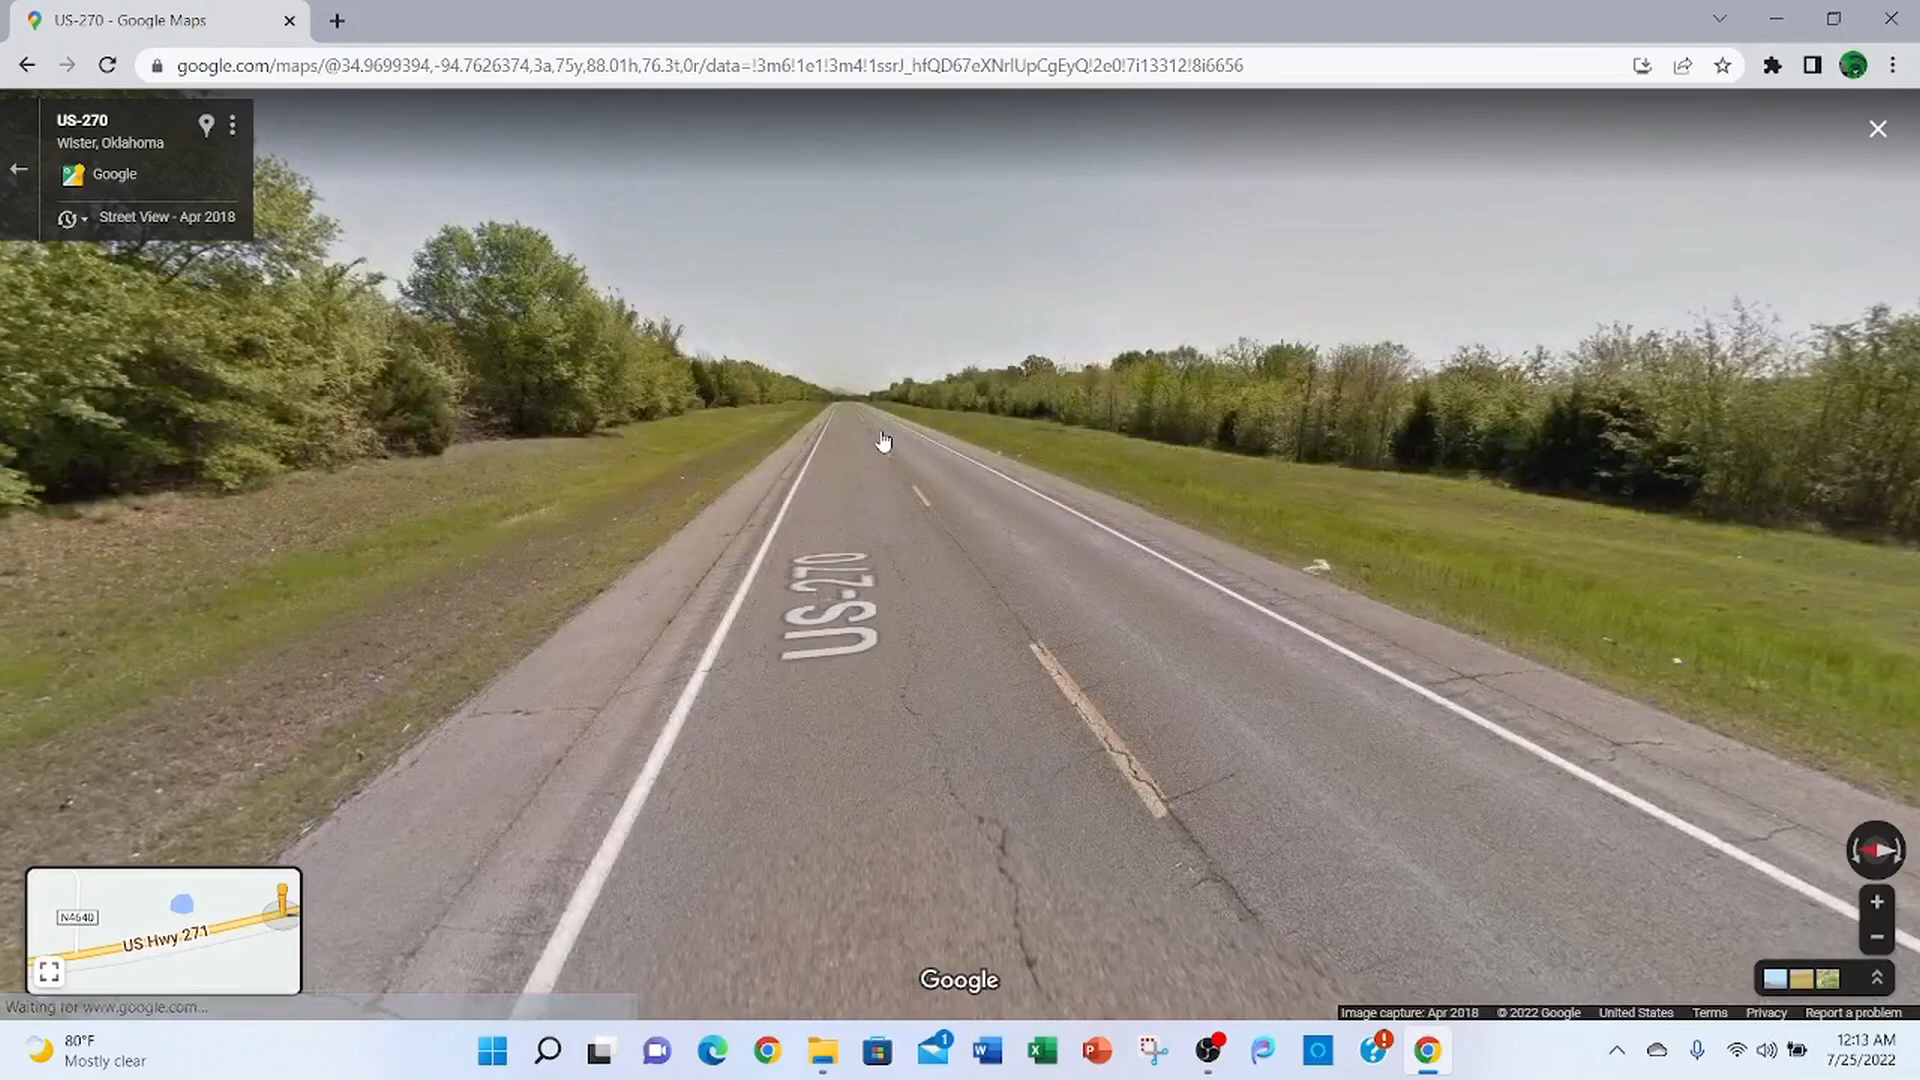 US-270 - Google Maps
google.com/maps/@34.9699394,-94.7626374,3a,75y,88.01h,76.3t,0r/data=!3m6!1e1!3m4!1ssrJ_hfQD67eXNrlUpCgEyQ!2e0!7i13312!8i6656
US-270
Wister, Oklahoma
Google
Street View - Apr 2018
US-270
N4640
US Hwy 271
Google
Waiting for www.google.com...
Image capture: Apr 2018 © 2022 Google United States Terms Privacy Report a problem
80°F
Mostly clear
1
12:13 AM
7/25/2022